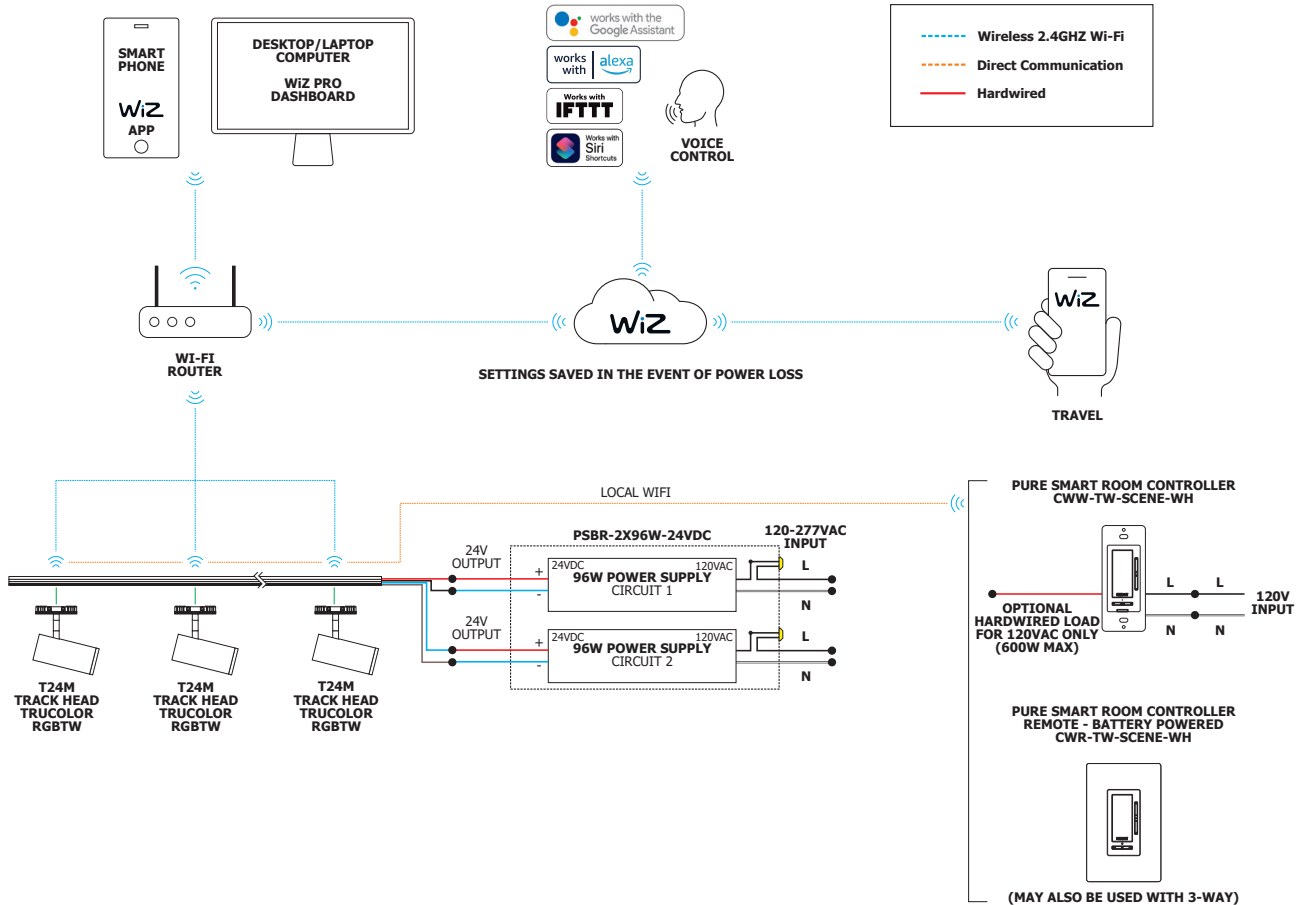 SMART
PHONE
WiZ
APP
DESKTOP/LAPTOP
COMPUTER
WiZ PRO
DASHBOARD
works with the
Google Assistant
works
with
alexa
Works with
IFTTT
Works with
Siri
Shortcuts
VOICE
CONTROL
Wireless 2.4GHZ Wi-Fi
Direct Communication
Hardwired
WI-FI
ROUTER
WiZ
SETTINGS SAVED IN THE EVENT OF POWER LOSS
WiZ
TRAVEL
LOCAL WIFI
PSBR-2X96W-24VDC
120-277VAC
INPUT
24V
OUTPUT
+
-
24VDC
120VAC
96W POWER SUPPLY
CIRCUIT 1
L
N
24V
OUTPUT
+
-
24VDC
120VAC
96W POWER SUPPLY
CIRCUIT 2
L
N
T24M
TRACK HEAD
TRUCOLOR
RGBTW
T24M
TRACK HEAD
TRUCOLOR
RGBTW
T24M
TRACK HEAD
TRUCOLOR
RGBTW
PURE SMART ROOM CONTROLLER
CWW-TW-SCENE-WH
OPTIONAL
HARDWIRED LOAD
FOR 120VAC ONLY
(600W MAX)
L L
N N
120V
INPUT
PURE SMART ROOM CONTROLLER
REMOTE - BATTERY POWERED
CWR-TW-SCENE-WH
(MAY ALSO BE USED WITH 3-WAY)